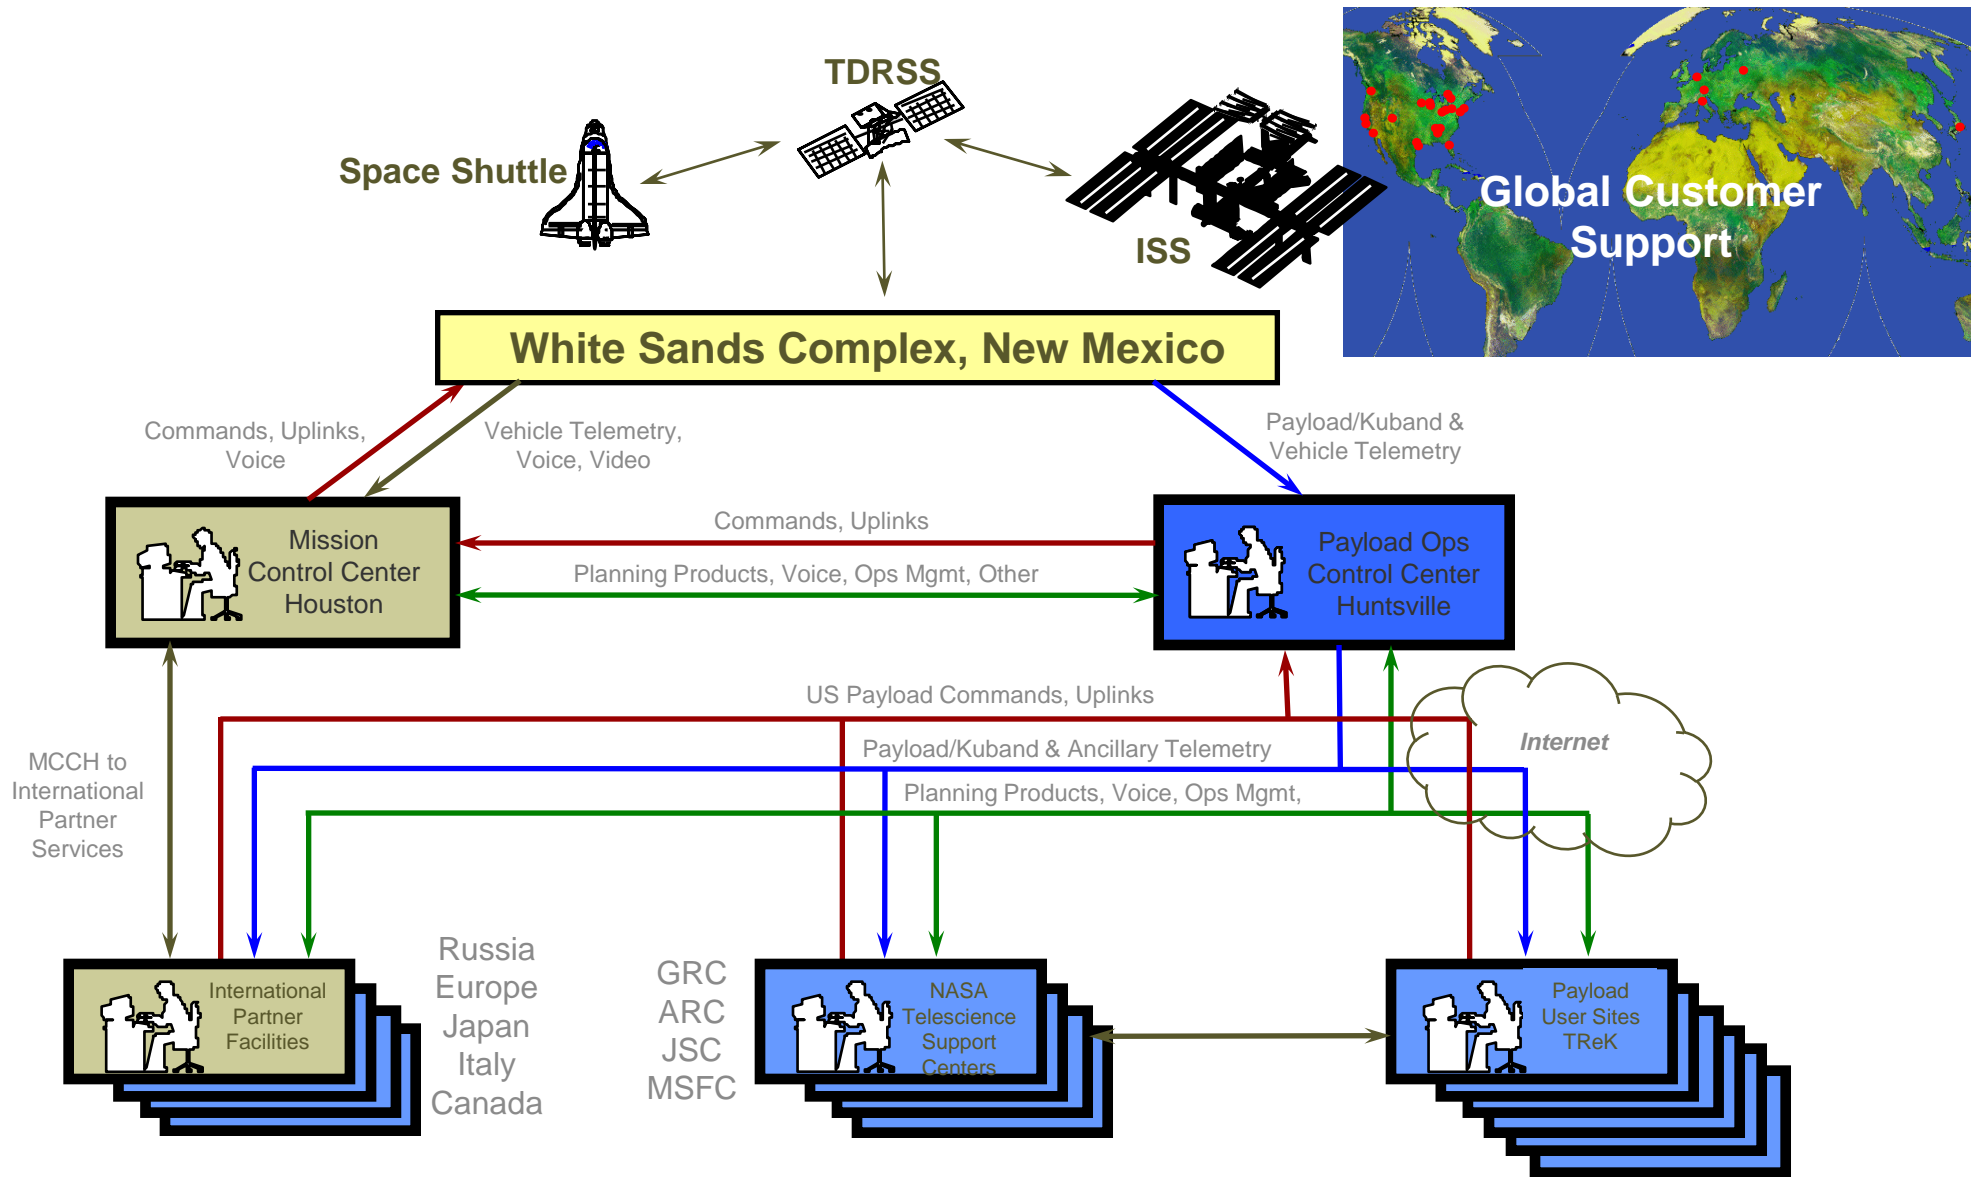 TDRSS
Space Shuttle
ISS
Global Customer
Support
White Sands Complex, New Mexico
Commands, Uplinks,
Voice
Vehicle Telemetry,
Voice, Video
Payload/Kuband &
Vehicle Telemetry
Mission
Control Center
Houston
Commands, Uplinks
Planning Products, Voice, Ops Mgmt, Other
Payload Ops
Control Center
Huntsville
US Payload Commands, Uplinks
Internet
Payload/Kuband & Ancillary Telemetry
Planning Products, Voice, Ops Mgmt,
MCCH to
International
Partner
Services
International
Partner
Facilities
Russia
Europe
Japan
Italy
Canada
GRC
ARC
JSC
MSFC
NASA
Telescience
Support
Centers
Payload
User Sites
TReK